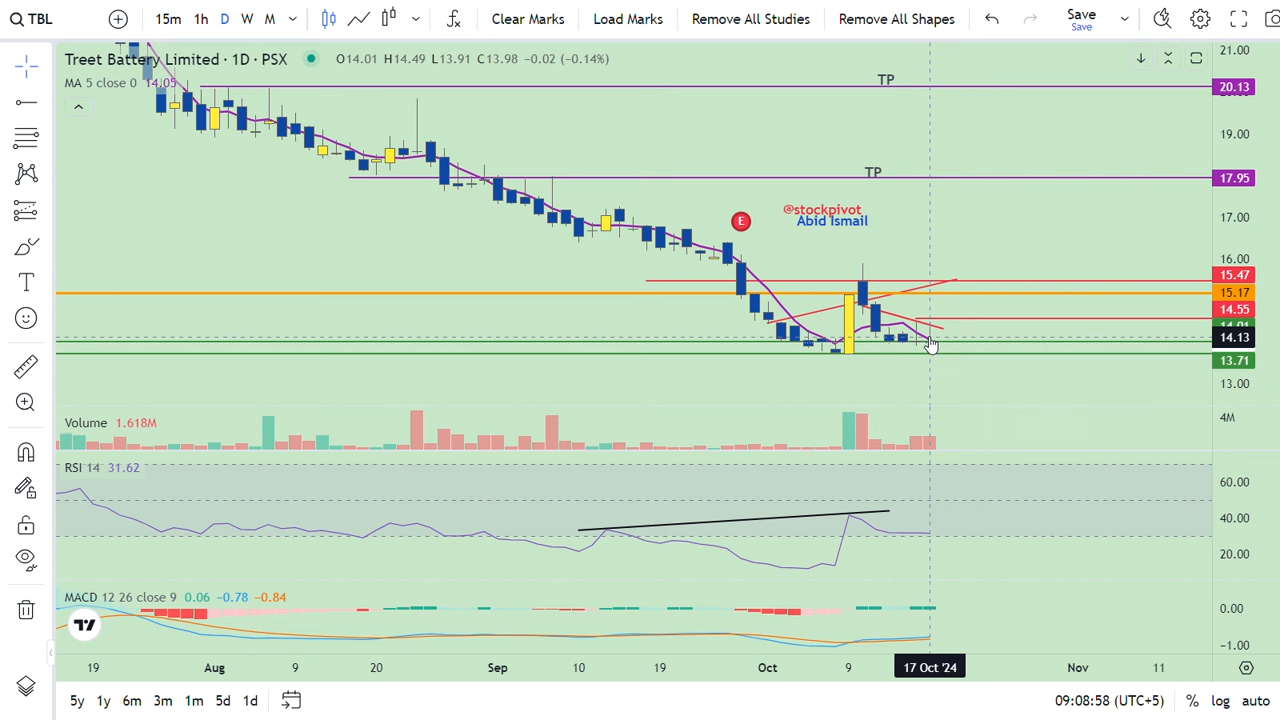 TBL 15m 1h D W M Clear Marks Load Marks Remove All Studies Remove All Shapes Save
Save
Treet Battery Limited · 1D · PSX O14.01 H14.49 L13.91 C13.98 −0.02 (−0.14%)
MA 5 close 0 14.05
TP
TP
@stockpivot
Abid Ismail
E
21.00
20.13
19.00
17.95
17.00
16.00
15.47
15.17
14.55
14.01
14.13
13.71
13.00
Volume 1.618M
4M
RSI 14 31.62
60.00
40.00
20.00
MACD 12 26 close 9 0.06 −0.78 −0.84
0.00
−1.00
19 Aug 9 20 Sep 10 19 Oct 9 17 Oct '24 Nov 11
5y 1y 6m 3m 1m 5d 1d 09:08:58 (UTC+5) % log auto